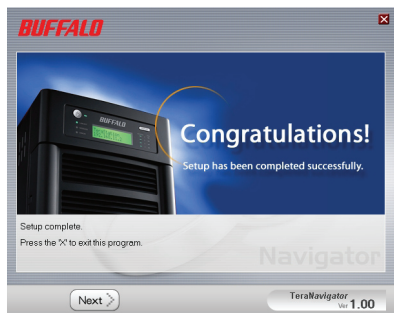 BUFFALO
BUFFALO
Congratulations!
Setup has been completed successfully.
Setup complete.
Press the "X" to exit this program.
Navigator
Next
TeraNavigator
Ver 1.00